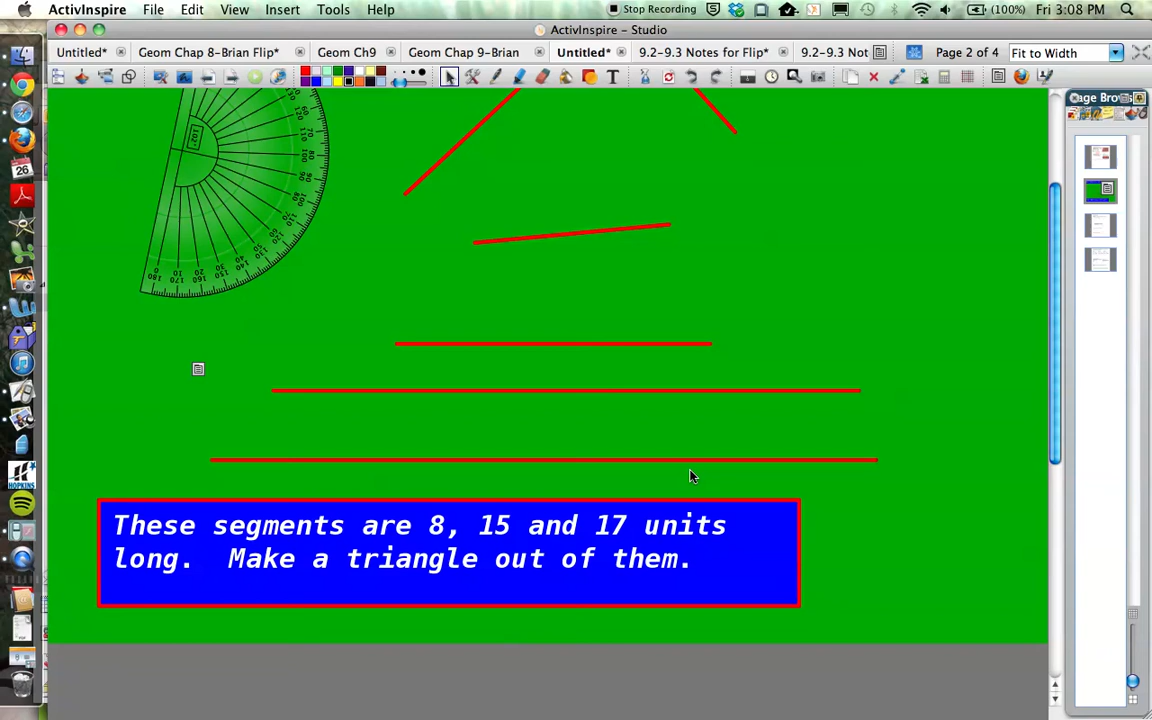 ActivInspire File Edit View Insert Tools Help Stop Recording (100%) Fri 3:08 PM
ActivInspire – Studio
Untitled* Geom Chap 8–Brian Flip* Geom Ch9 Geom Chap 9–Brian Untitled* 9.2–9.3 Notes for Flip* 9.2–9.3 Not Page 2 of 4 Fit to Width
age Brows
These segments are 8, 15 and 17 units
long. Make a triangle out of them.